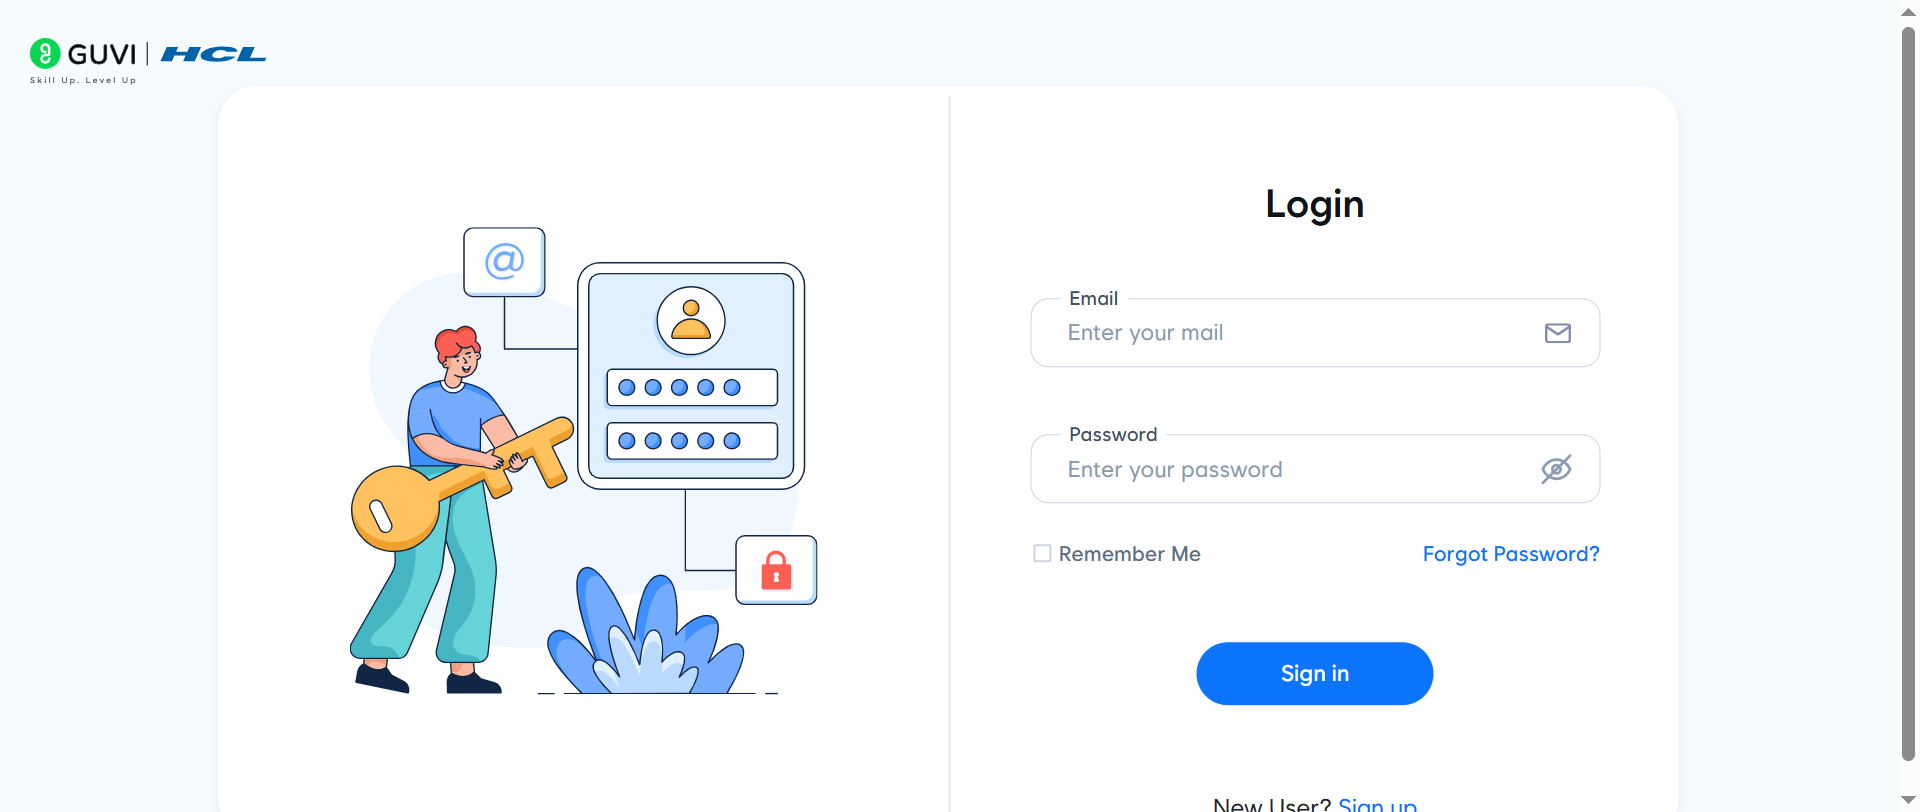 GUVI | HCL
Skill Up. Level Up
@
Login
Email
Enter your mail
Password
Enter your password
Remember Me
Forgot Password?
Sign in
New User? Sign up